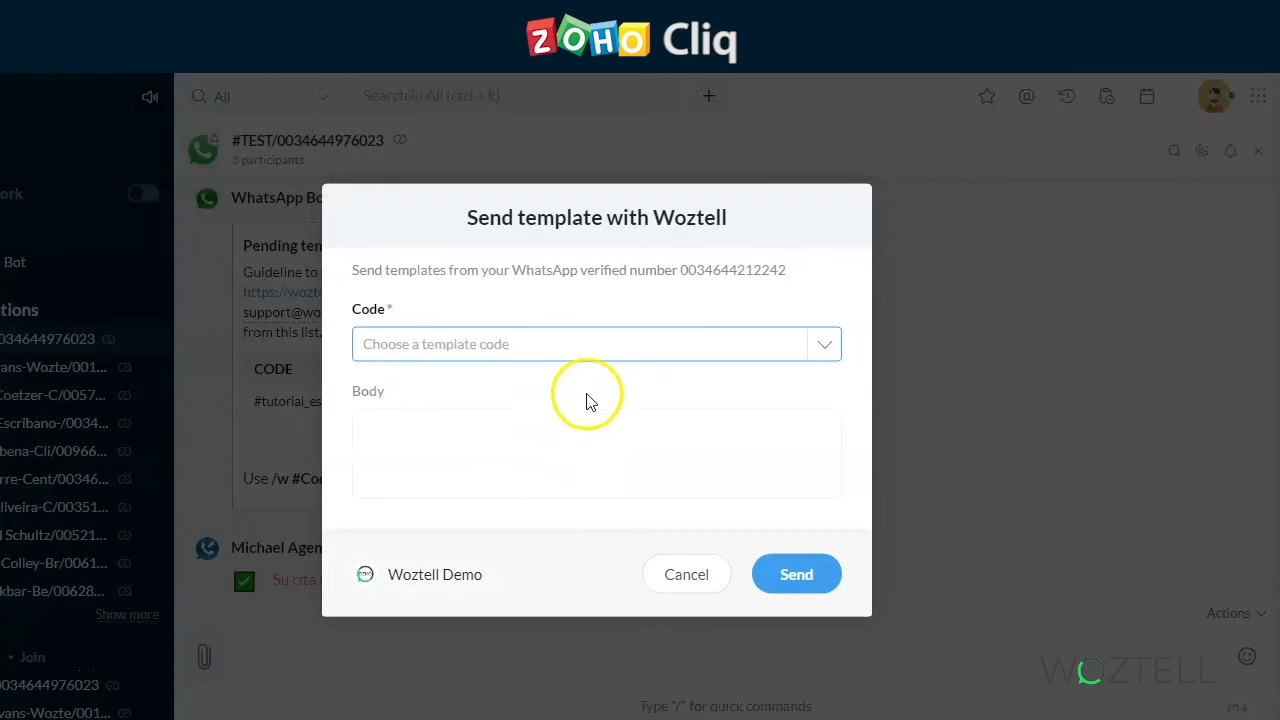 ZOHO Cliq
All
Search in All (ctrl + k)
#TEST/0034644976023
3 participants
ork
WhatsApp Bo
Send template with Woztell
Pending ten
Bot
Guideline to
Send templates from your WhatsApp verified number 0034644212242
https://wozte
support@wo
Code *
tions
from this list.
0034644976023
Choose a template code
vans-Wozte/001...
CODE
Coetzer-C/0057...
Body
#tutorial_es
Escribano-/0034...
bena-Cli/00966...
rre-Cent/00346...
Use /w #Cod
liveira-C/00351...
l Schultz/00521...
Michael Agen
Colley-Br/0061...
Woztell Demo
Cancel
Send
Su cita
kbar-Be/00628...
Show more
Actions
• Join
WOZTELL
0034644976023
Type "/" for quick commands
vans-Wozte/001...